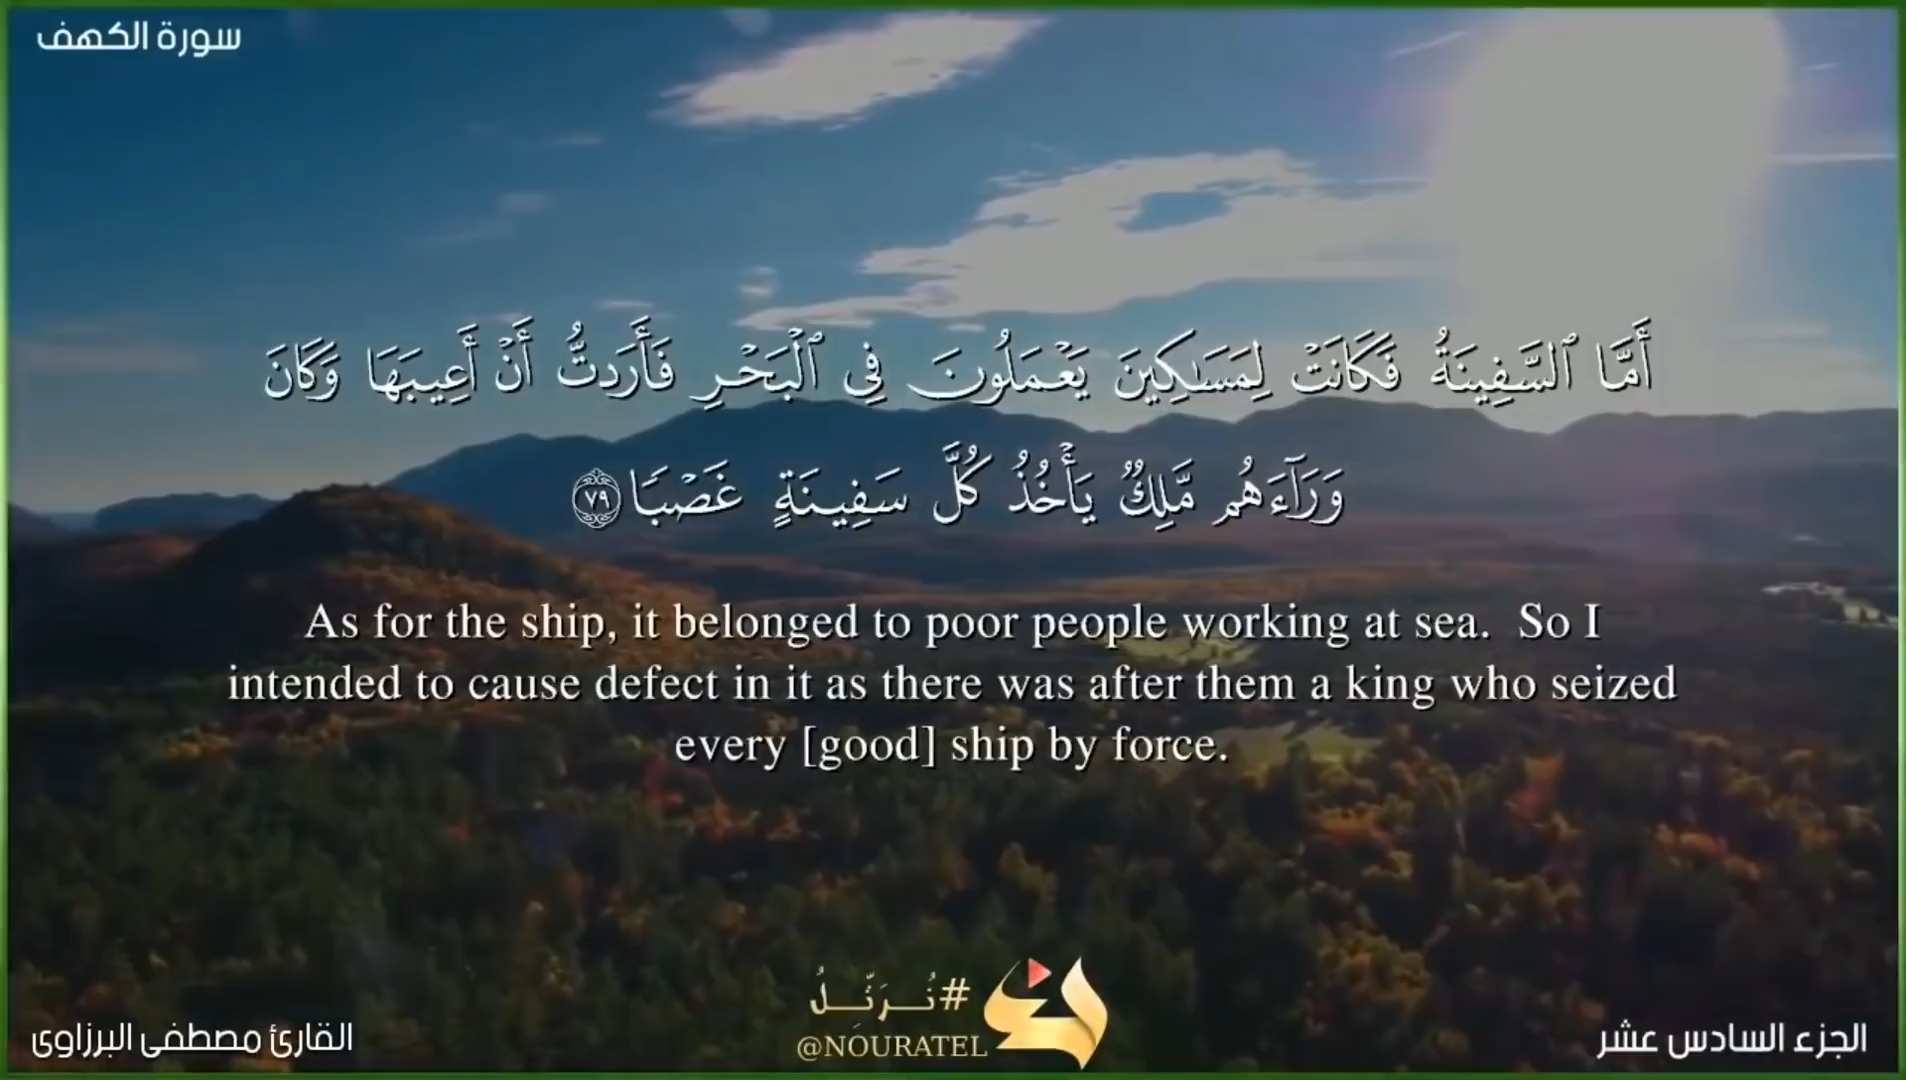 سورة الكهف
أَمَّا ٱلسَّفِينَةُ فَكَانَتْ لِمَسَـٰكِينَ يَعْمَلُونَ فِى ٱلْبَحْرِ فَأَرَدتُّ أَنْ أَعِيبَهَا وَكَانَ
وَرَآءَهُم مَّلِكٌ يَأْخُذُ كُلَّ سَفِينَةٍ غَصْبًا ٧٩
As for the ship, it belonged to poor people working at sea. So I
intended to cause defect in it as there was after them a king who seized
every [good] ship by force.
#نُـرَتِّـلُ
@NOURATEL
الجزء السادس عشر
القارئ مصطفى البرزاوى